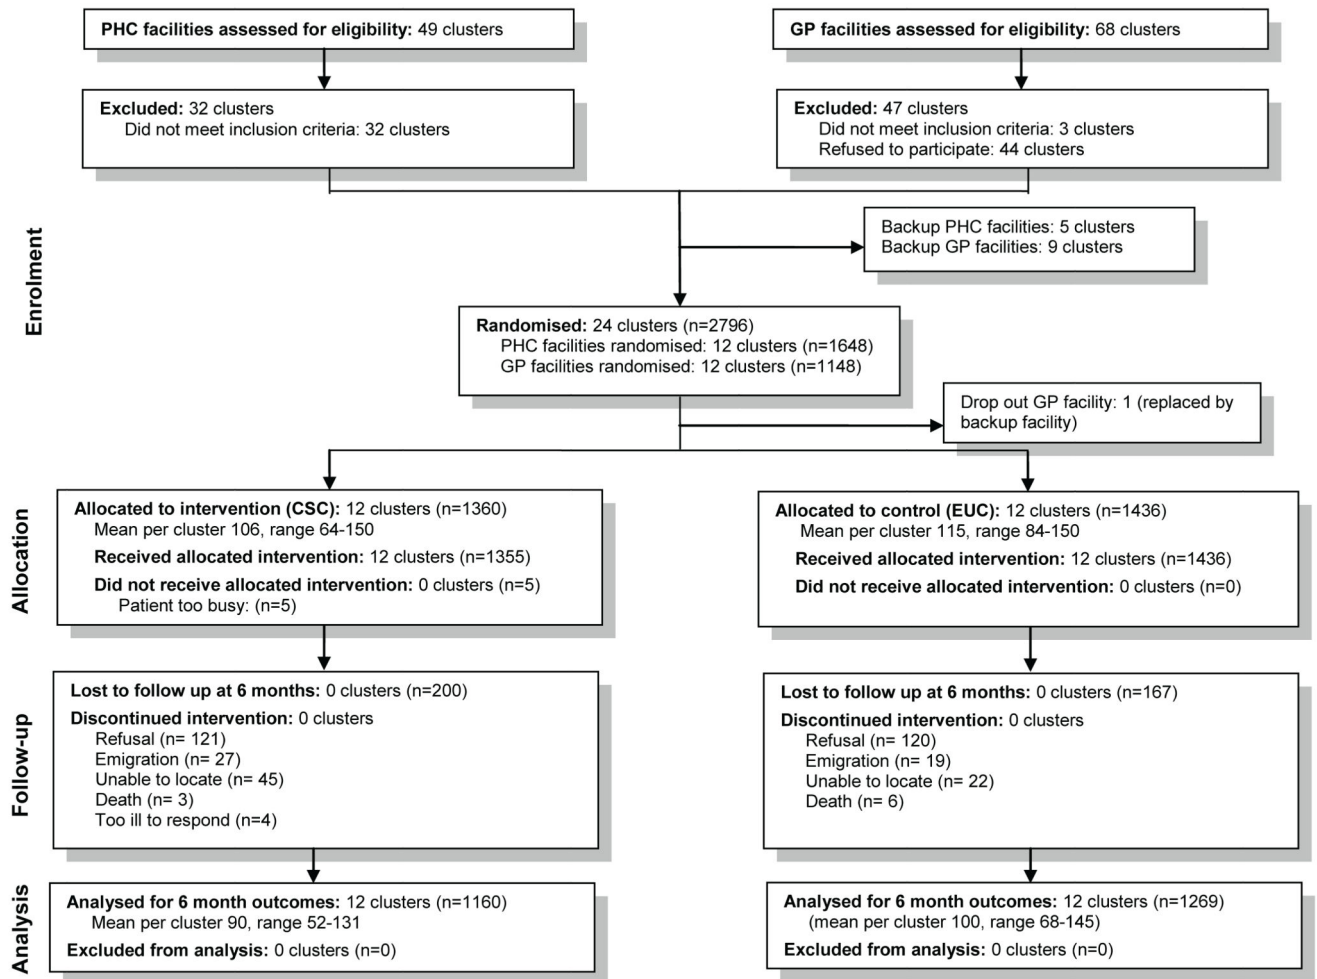 PHC facilities assessed for eligibility: 49 clusters
GP facilities assessed for eligibility: 68 clusters
Excluded: 32 clusters
Did not meet inclusion criteria: 32 clusters
Excluded: 47 clusters
Did not meet inclusion criteria: 3 clusters
Refused to participate: 44 clusters
Enrolment
Backup PHC facilities: 5 clusters
Backup GP facilities: 9 clusters
Randomised: 24 clusters (n=2796)
PHC facilities randomised: 12 clusters (n=1648)
GP facilities randomised: 12 clusters (n=1148)
Drop out GP facility: 1 (replaced by
backup facility)
Allocation
Allocated to intervention (CSC): 12 clusters (n=1360)
Mean per cluster 106, range 64-150
Received allocated intervention: 12 clusters (n=1355)
Did not receive allocated intervention: 0 clusters (n=5)
Patient too busy: (n=5)
Allocated to control (EUC): 12 clusters (n=1436)
Mean per cluster 115, range 84-150
Received allocated intervention: 12 clusters (n=1436)
Did not receive allocated intervention: 0 clusters (n=0)
Follow-up
Lost to follow up at 6 months: 0 clusters (n=200)
Discontinued intervention: 0 clusters
Refusal (n= 121)
Emigration (n= 27)
Unable to locate (n= 45)
Death (n= 3)
Too ill to respond (n=4)
Lost to follow up at 6 months: 0 clusters (n=167)
Discontinued intervention: 0 clusters
Refusal (n= 120)
Emigration (n= 19)
Unable to locate (n= 22)
Death (n= 6)
Analysis
Analysed for 6 month outcomes: 12 clusters (n=1160)
Mean per cluster 90, range 52-131
Excluded from analysis: 0 clusters (n=0)
Analysed for 6 month outcomes: 12 clusters (n=1269)
(mean per cluster 100, range 68-145)
Excluded from analysis: 0 clusters (n=0)